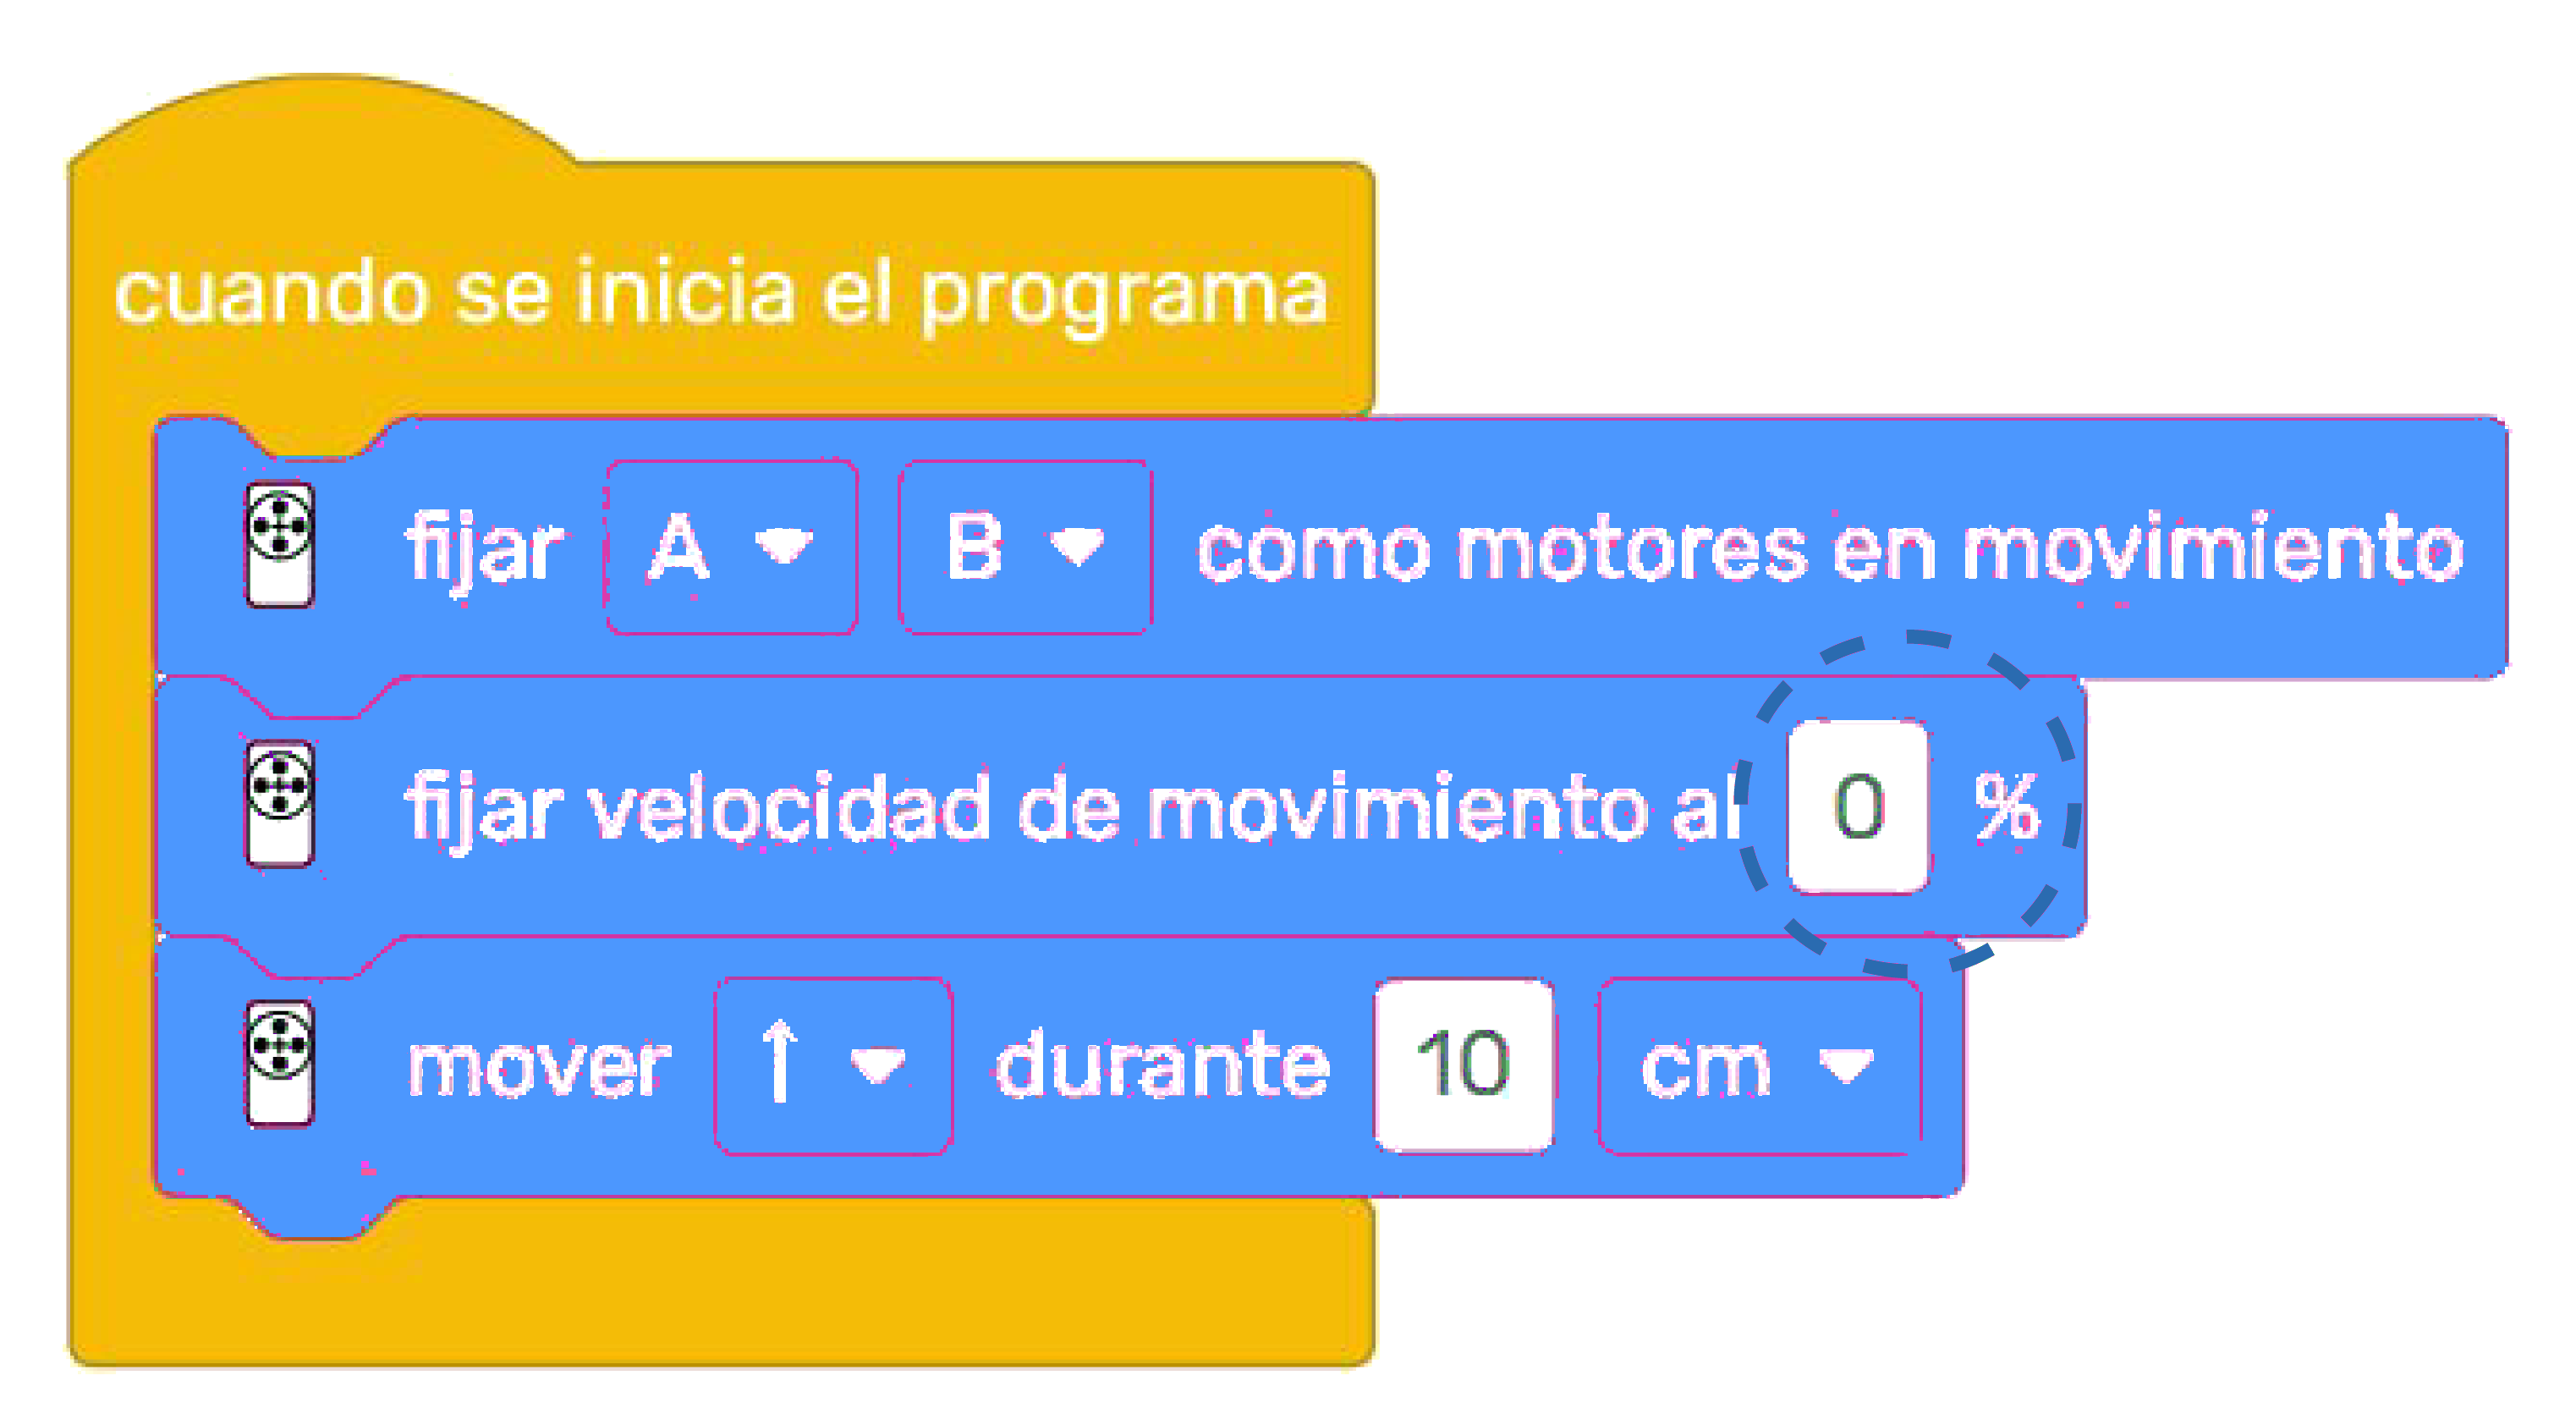 cuando se inicia el programa
fijar A B como motores en movimiento
fijar velocidad de movimiento al 0 %
mover ↑ durante 10 cm